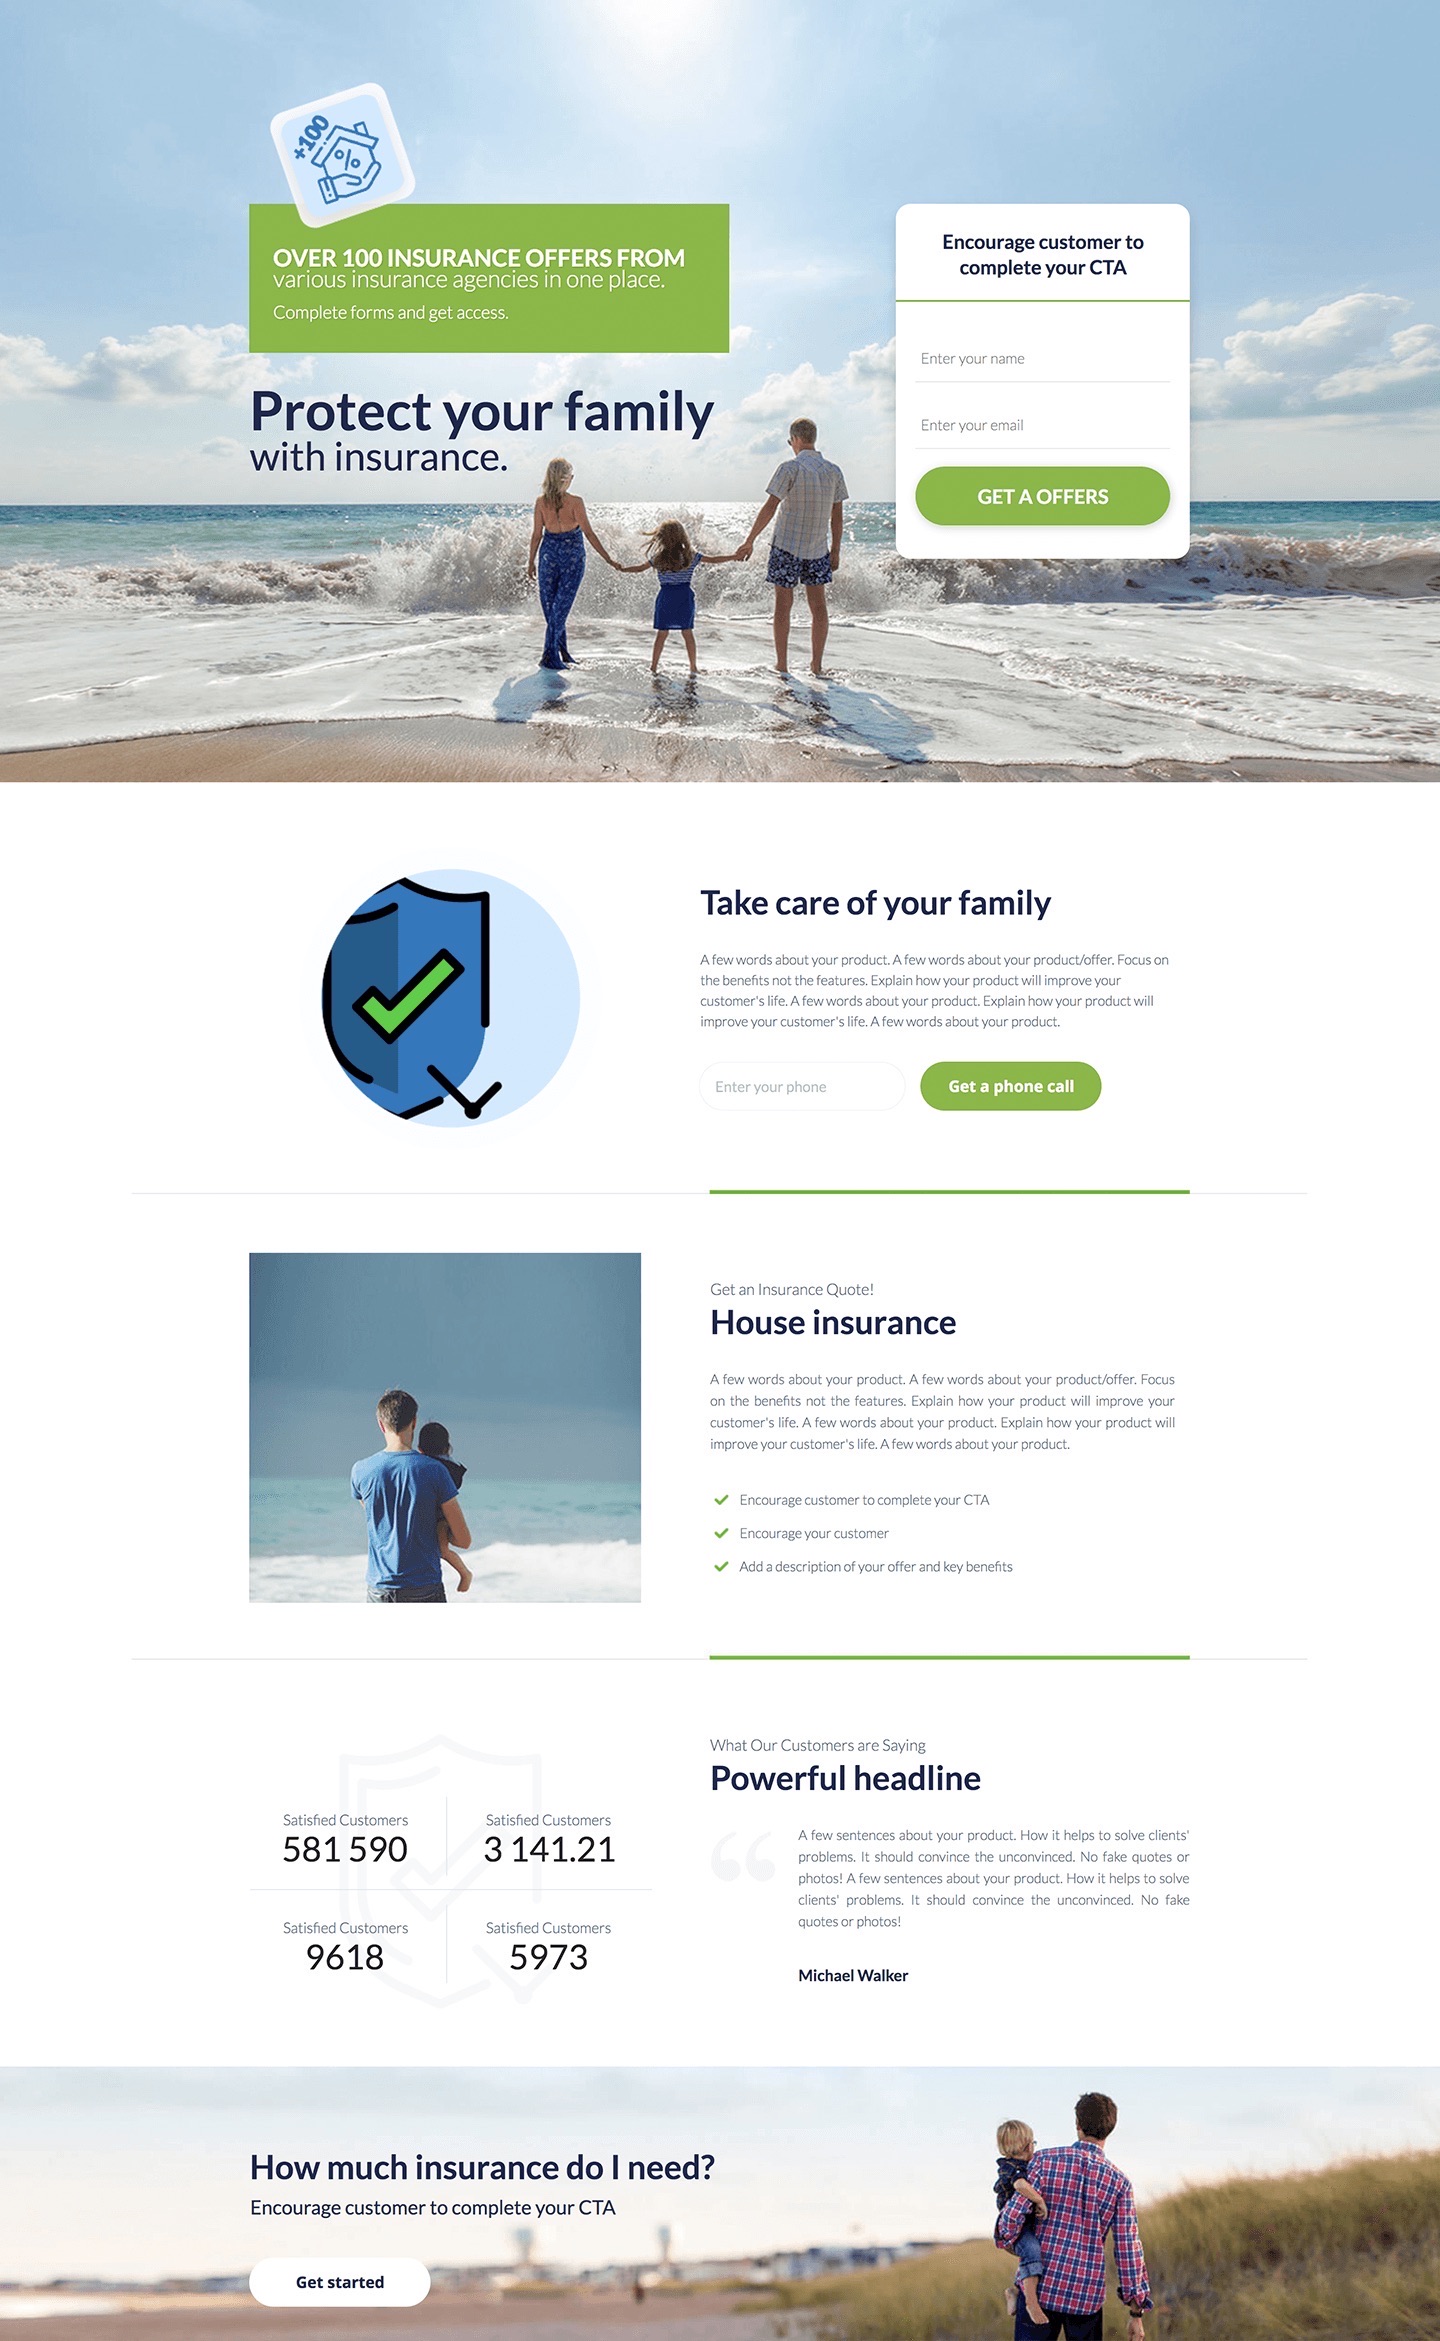 +100
%
OVER 100 INSURANCE OFFERS FROM
various insurance agencies in one place.
Complete forms and get access.
Protect your family
with insurance.
Encourage customer to
complete your CTA
Enter your name
Enter your email
GET A OFFERS
Take care of your family
A few words about your product. A few words about your product/offer. Focus on
the benefits not the features. Explain how your product will improve your
customer's life. A few words about your product. Explain how your product will
improve your customer's life. A few words about your product.
Enter your phone
Get a phone call
Get an Insurance Quote!
House insurance
A few words about your product. A few words about your product/offer. Focus
on the benefits not the features. Explain how your product will improve your
customer's life. A few words about your product. Explain how your product will
improve your customer's life. A few words about your product.
Encourage customer to complete your CTA
Encourage your customer
Add a description of your offer and key benefits
Satisfied Customers
581 590
Satisfied Customers
3 141.21
Satisfied Customers
9618
Satisfied Customers
5973
What Our Customers are Saying
Powerful headline
“
A few sentences about your product. How it helps to solve clients'
problems. It should convince the unconvinced. No fake quotes or
photos! A few sentences about your product. How it helps to solve
clients' problems. It should convince the unconvinced. No fake
quotes or photos!
Michael Walker
How much insurance do I need?
Encourage customer to complete your CTA
Get started